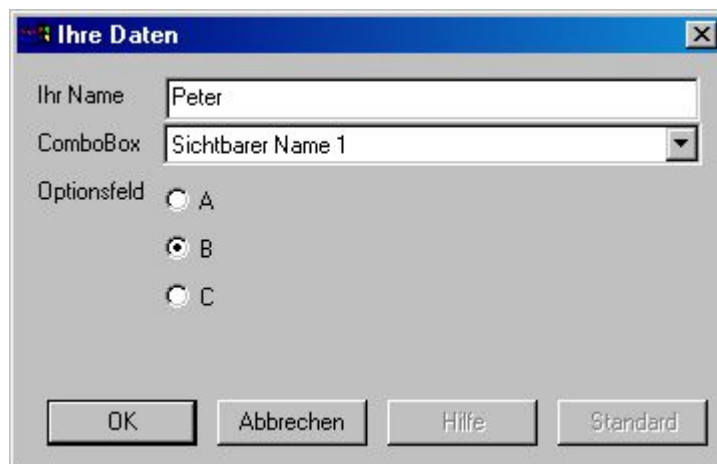 Ihre Daten
Ihr Name Peter
ComboBox Sichtbarer Name 1
Optionsfeld A
B
C
OK Abbrechen Hilfe Standard